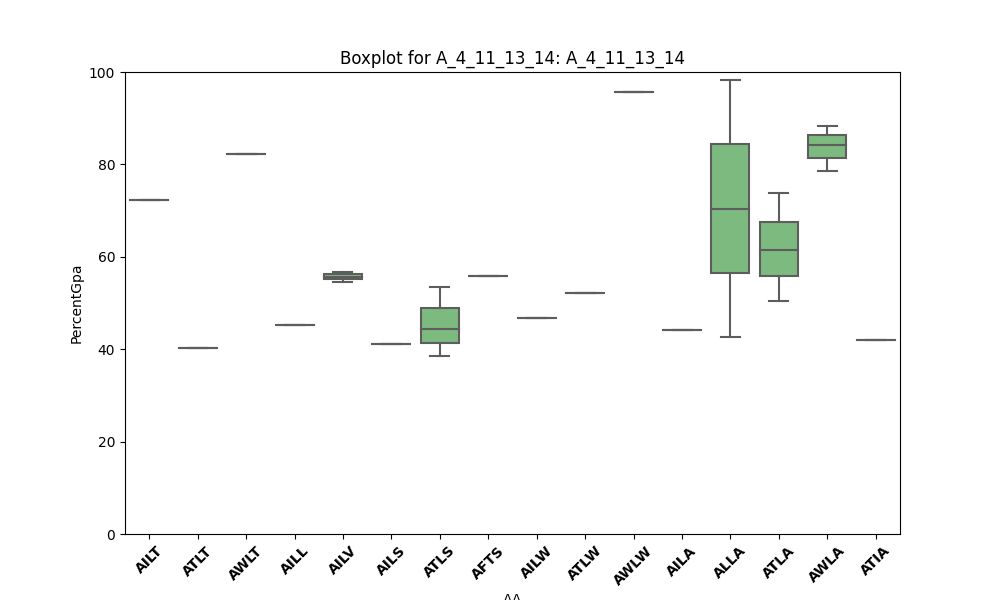 Boxplot for A_4_11_13_14: A_4_11_13_14
PercentGpa
100
80
60
40
20
0
AILT ATLT AWLT AILL AILV AILS ATLS AFTS AILW ATLW AWLW AILA ALLA ATLA AWLA ATIA
AA